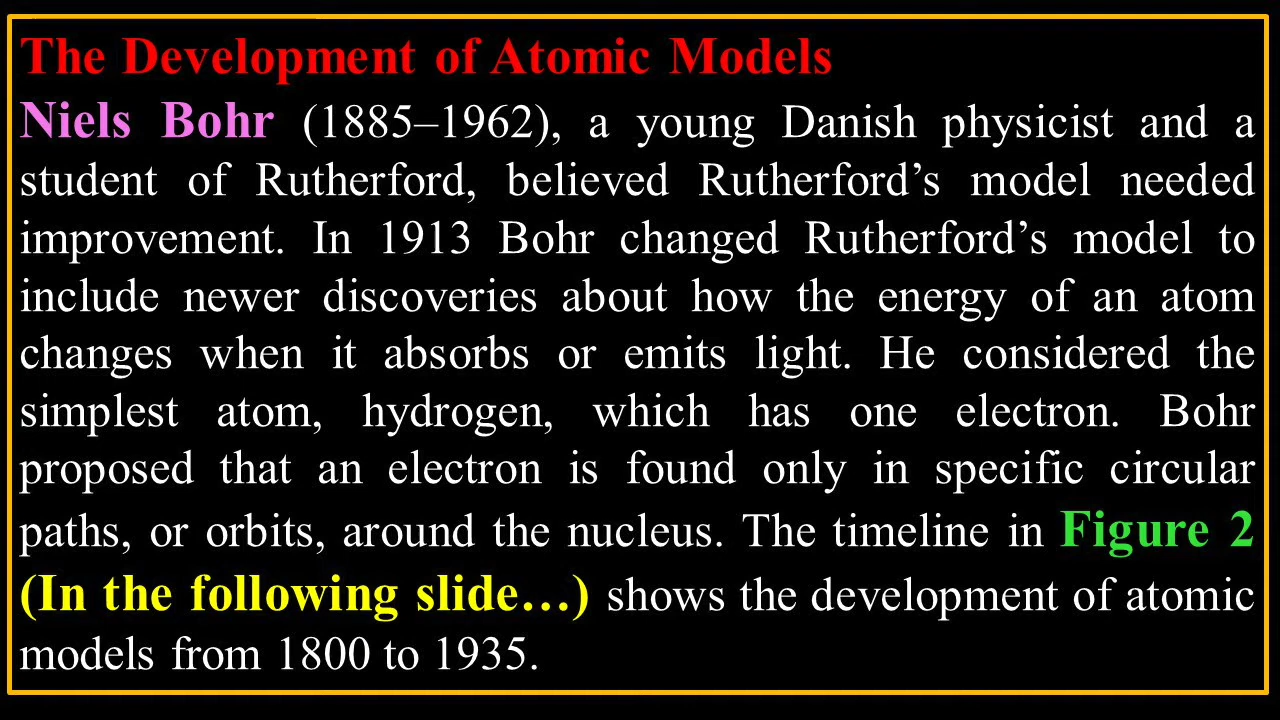 The Development of Atomic Models
Niels Bohr (1885–1962), a young Danish physicist and a
student of Rutherford, believed Rutherford’s model needed
improvement. In 1913 Bohr changed Rutherford’s model to
include newer discoveries about how the energy of an atom
changes when it absorbs or emits light. He considered the
simplest atom, hydrogen, which has one electron. Bohr
proposed that an electron is found only in specific circular
paths, or orbits, around the nucleus. The timeline in Figure 2
(In the following slide…) shows the development of atomic
models from 1800 to 1935.